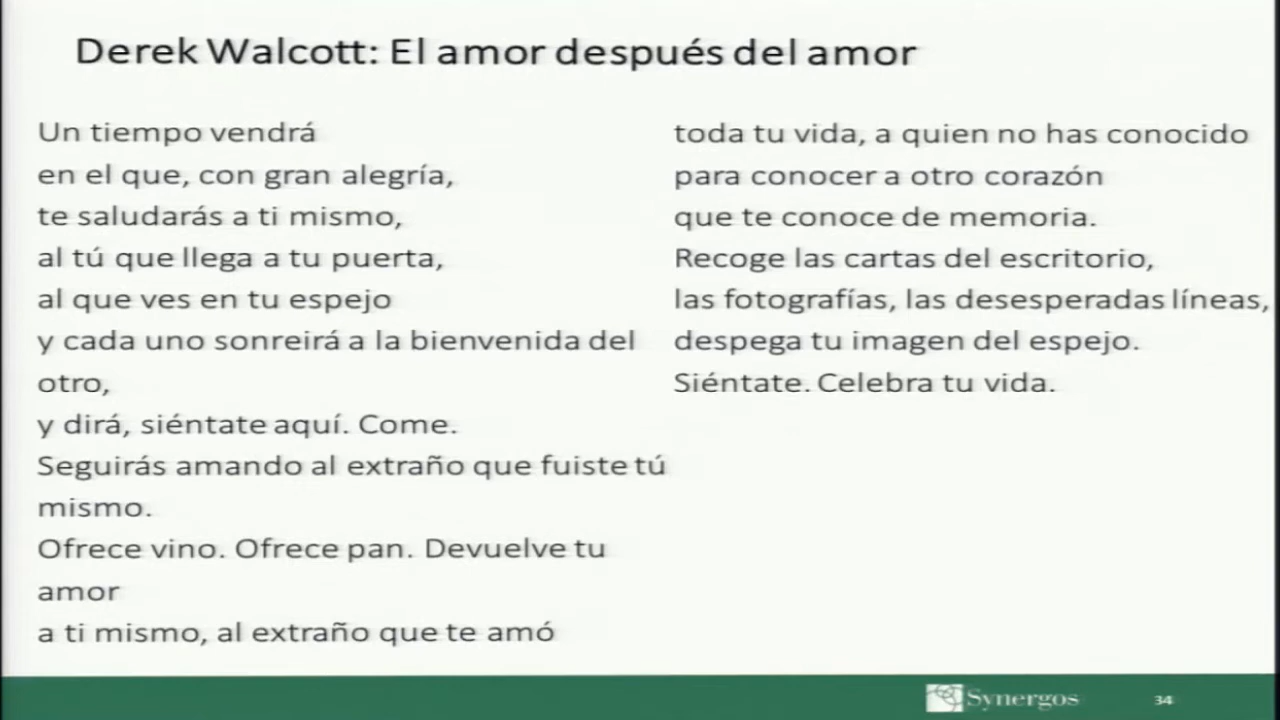 Derek Walcott: El amor después del amor
Un tiempo vendrá
en el que, con gran alegría,
te saludarás a ti mismo,
al tú que llega a tu puerta,
al que ves en tu espejo
y cada uno sonreirá a la bienvenida del
otro,
y dirá, siéntate aquí. Come.
Seguirás amando al extraño que fuiste tú
mismo.
Ofrece vino. Ofrece pan. Devuelve tu
amor
a ti mismo, al extraño que te amó
toda tu vida, a quien no has conocido
para conocer a otro corazón
que te conoce de memoria.
Recoge las cartas del escritorio,
las fotografías, las desesperadas líneas,
despega tu imagen del espejo.
Siéntate. Celebra tu vida.
Synergos
34